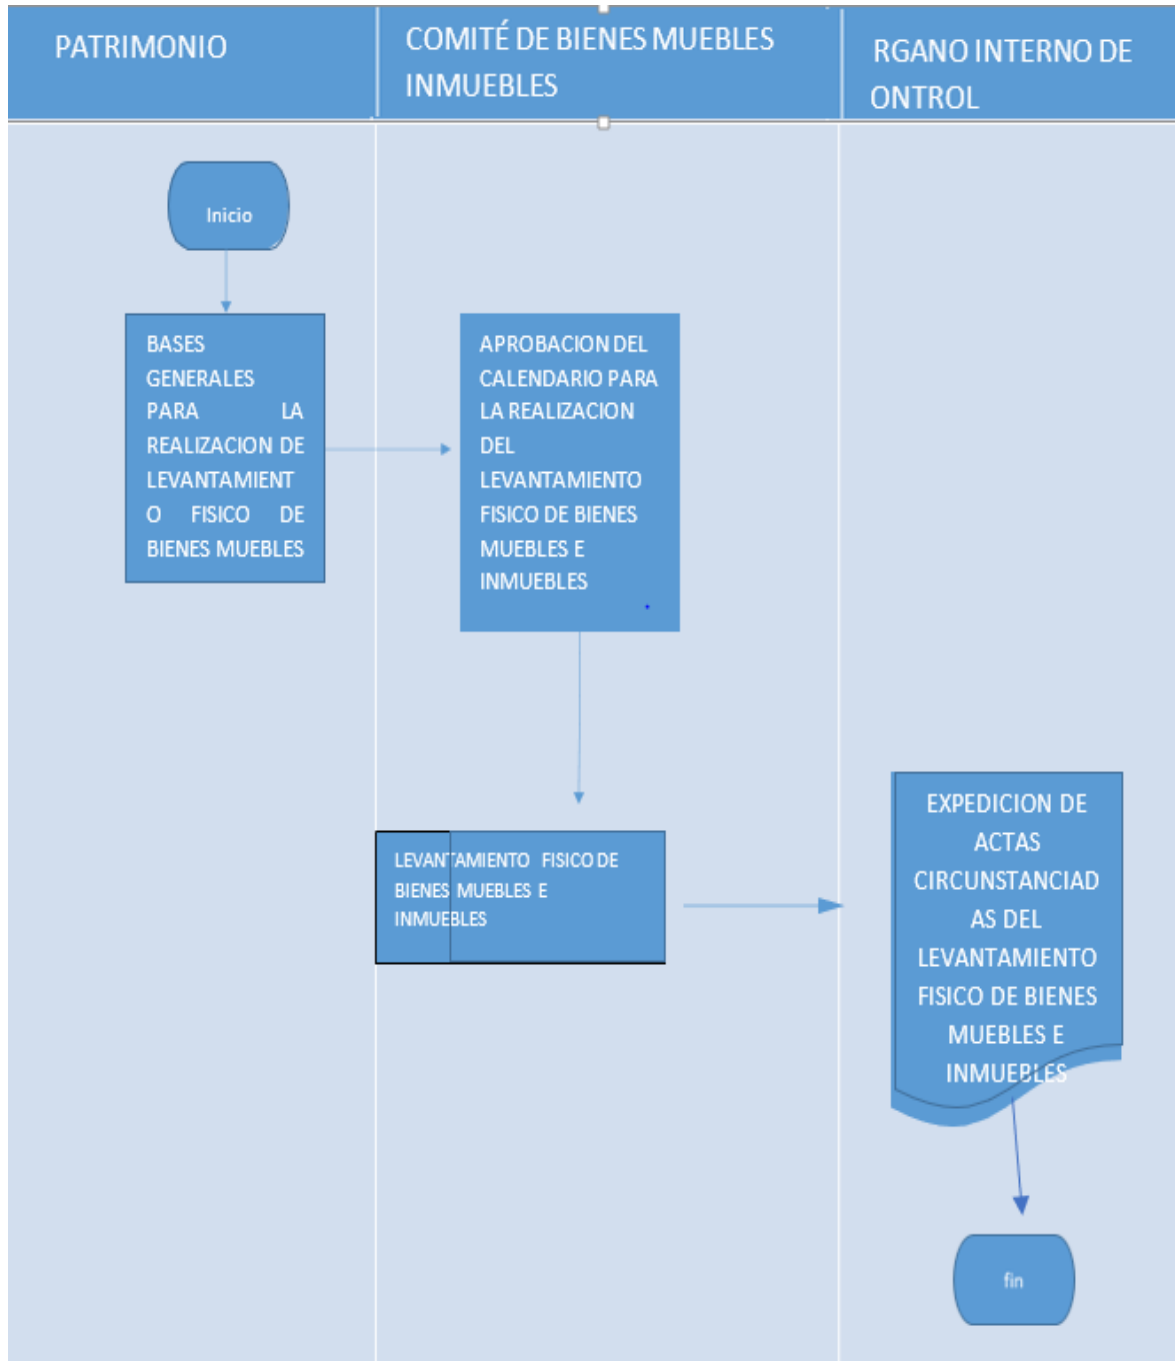 PATRIMONIO
COMITÉ DE BIENES MUEBLES
INMUEBLES
RGANO INTERNO DE
ONTROL
Inicio
BASES
GENERALES
PARA LA
REALIZACION DE
LEVANTAMIENT
O FISICO DE
BIENES MUEBLES
APROBACION DEL
CALENDARIO PARA
LA REALIZACION
DEL
LEVANTAMIENTO
FISICO DE BIENES
MUEBLES E
INMUEBLES
LEVANTAMIENTO FISICO DE
BIENES MUEBLES E
INMUEBLES
EXPEDICION DE
ACTAS
CIRCUNSTANCIAD
AS DEL
LEVANTAMIENTO
FISICO DE BIENES
MUEBLES E
INMUEBLES
fin